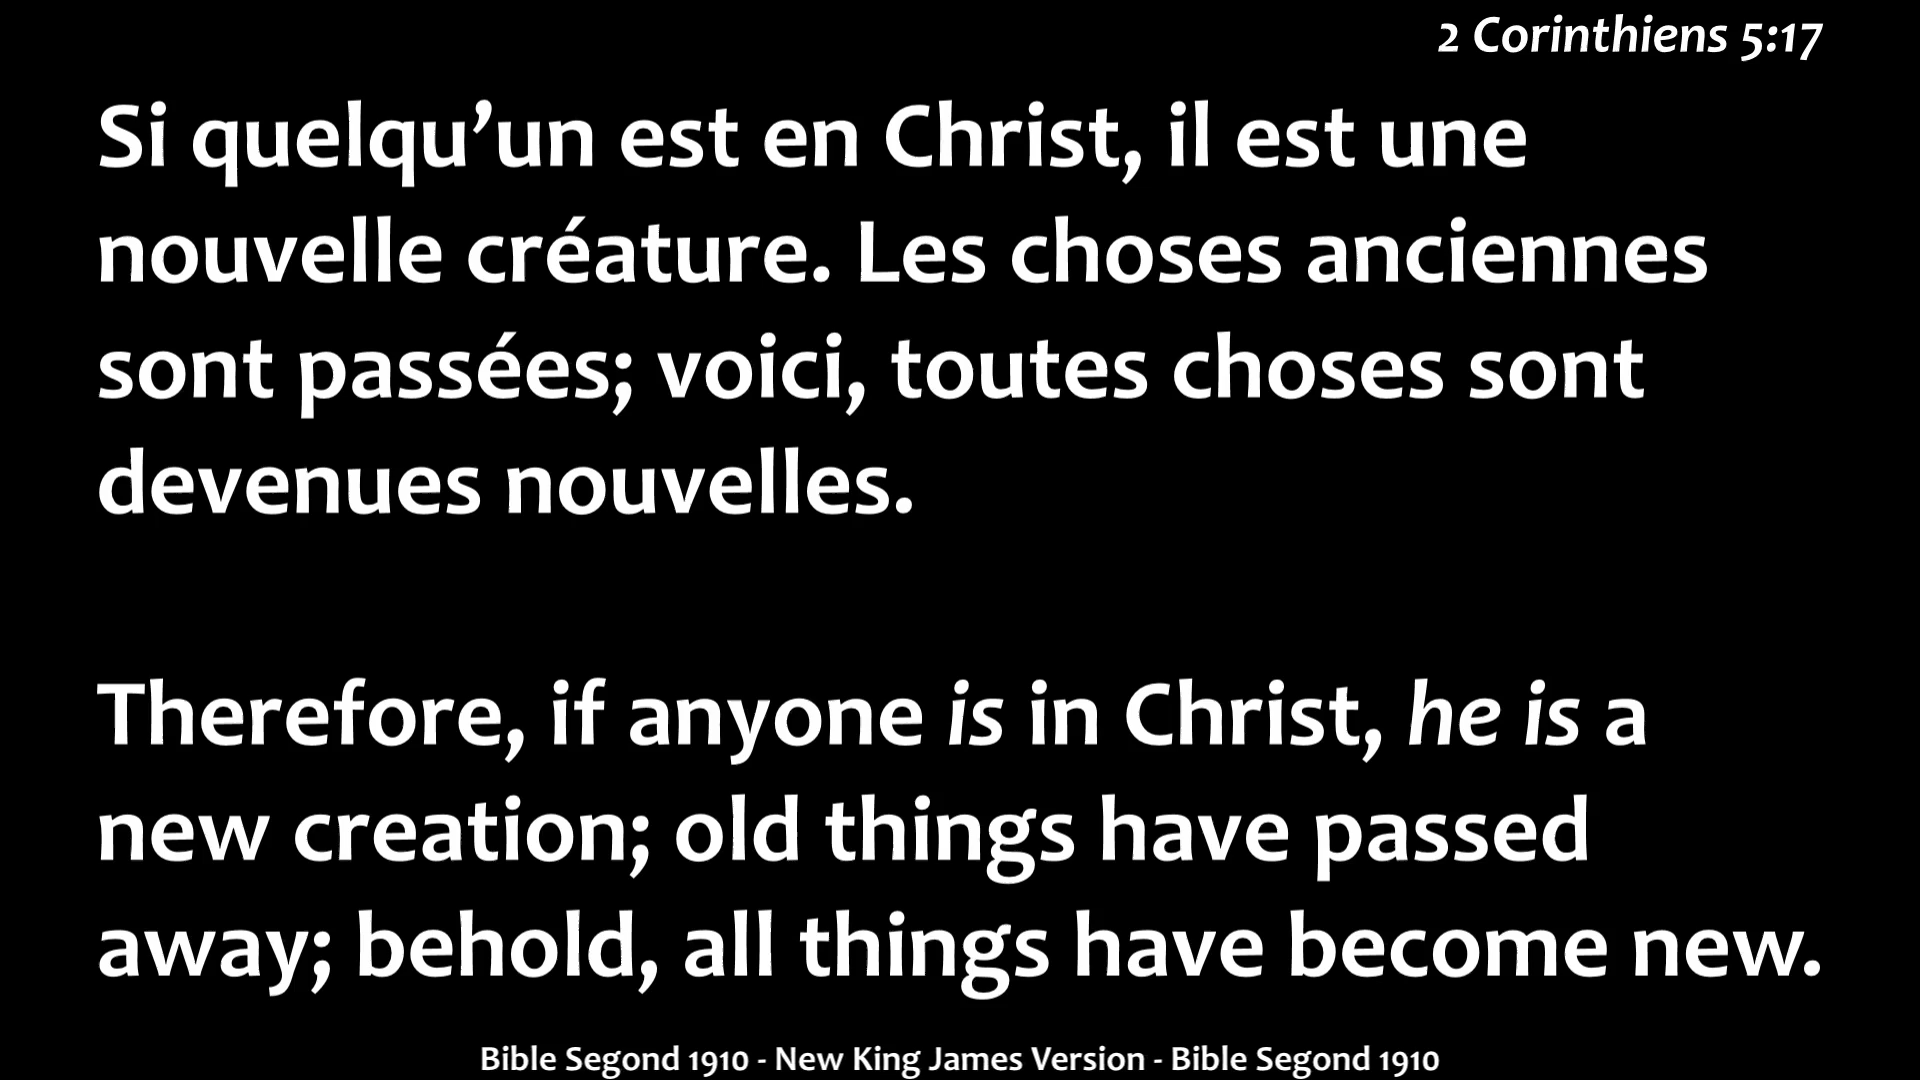 2 Corinthiens 5:17
Si quelqu’un est en Christ, il est une
nouvelle créature. Les choses anciennes
sont passées; voici, toutes choses sont
devenues nouvelles.
Therefore, if anyone is in Christ, he is a
new creation; old things have passed
away; behold, all things have become new.
Bible Segond 1910 - New King James Version - Bible Segond 1910